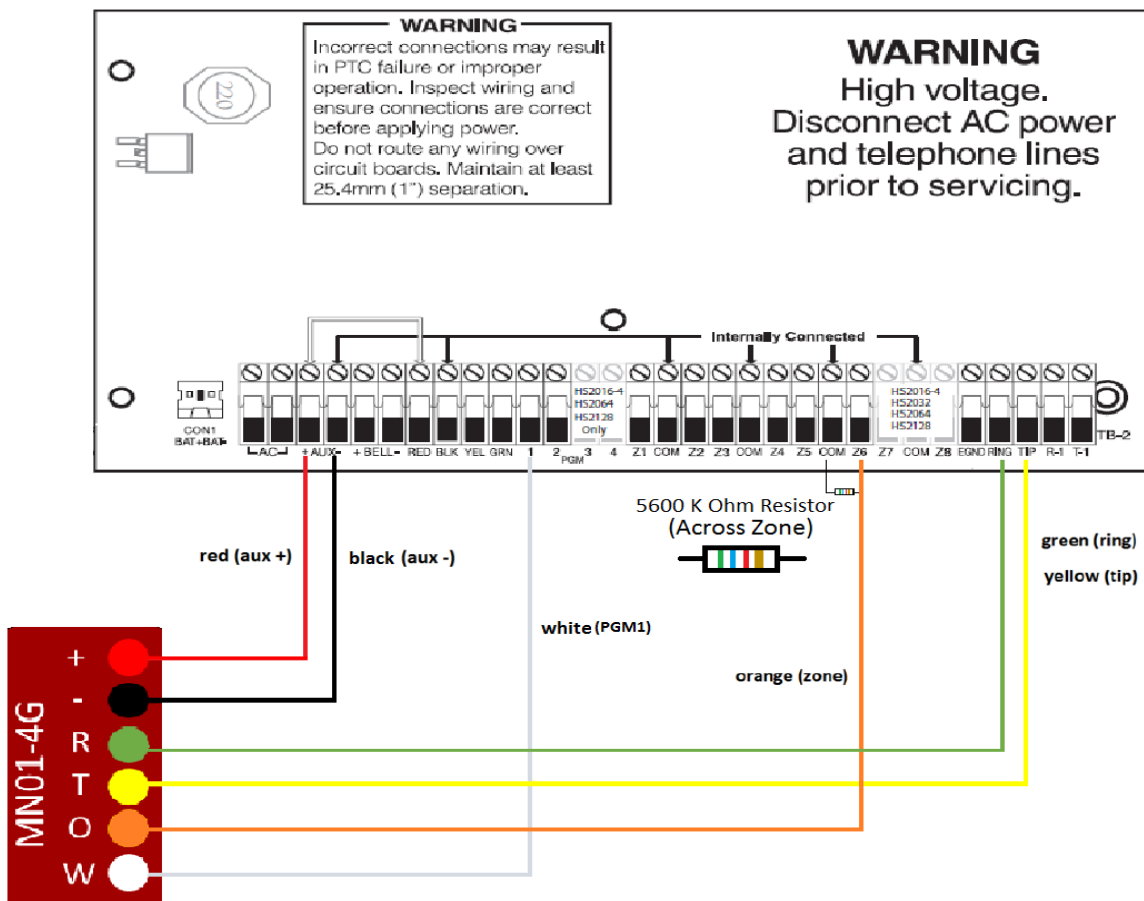 WARNING
Incorrect connections may result
in PTC failure or improper
operation. Inspect wiring and
ensure connections are correct
before applying power.
Do not route any wiring over
circuit boards. Maintain at least
25.4mm (1") separation.
WARNING
High voltage.
Disconnect AC power
and telephone lines
prior to servicing.
220
Internally Connected
HS2016-4
HS2064
HS2128
Only
HS2016-4
HS2032
HS2064
HS2128
CON1
BAT+BAT-
TB-2
AC + AUX- + BELL- RED BLK YEL GRN 1 2 3 4 Z1 COM Z2 Z3 COM Z4 Z5 COM Z6 Z7 COM Z8 EGND RING TIP R-1 T-1
PGM
5600 K Ohm Resistor
(Across Zone)
red (aux +)
black (aux -)
green (ring)
yellow (tip)
white (PGM1)
orange (zone)
MN01-4G
+
-
R
T
O
W